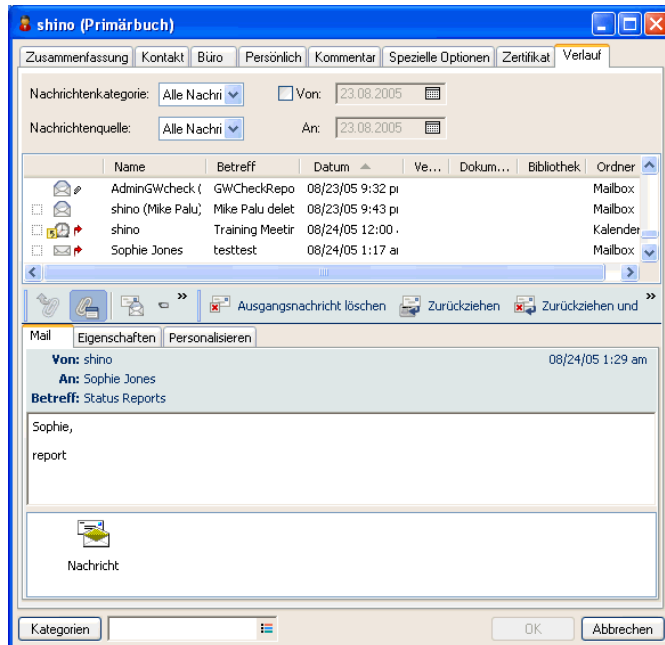 shino (Primärbuch)
Zusammenfassung Kontakt Büro Persönlich Kommentar Spezielle Optionen Zertifikat Verlauf
Nachrichtenkategorie: Alle Nachri Von: 23.08.2005
Nachrichtenquelle: Alle Nachri An: 23.08.2005
Name Betreff Datum Ve... Dokum... Bibliothek Ordner
AdminGWcheck ( GWCheckRepo 08/23/05 9:32 p Mailbox
shino (Mike Palu) Mike Palu delet 08/23/05 9:43 p Mailbox
shino Training Meetir 08/24/05 12:00 Kalender
Sophie Jones testtest 08/24/05 1:17 a Mailbox
» Ausgangsnachricht löschen Zurückziehen Zurückziehen und »
Mail Eigenschaften Personalisieren
Von: shino 08/24/05 1:29 am
An: Sophie Jones
Betreff: Status Reports
Sophie,
report
Nachricht
Kategorien OK Abbrechen